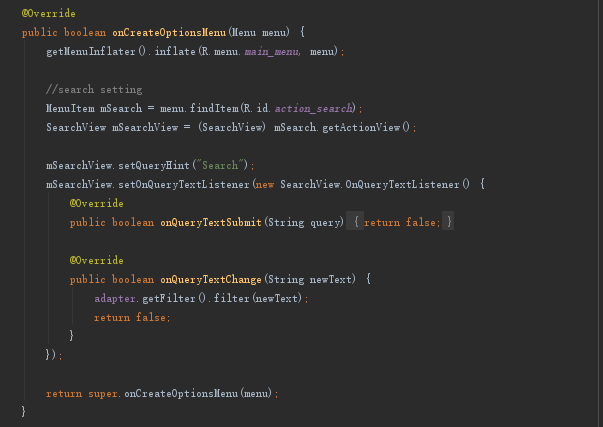 @Override
public boolean onCreateOptionsMenu(Menu menu) {
getMenuInflater().inflate(R.menu.main_menu, menu);
//search setting
MenuItem mSearch = menu.findItem(R.id.action_search);
SearchView mSearchView = (SearchView) mSearch.getActionView();
mSearchView.setQueryHint("Search");
mSearchView.setOnQueryTextListener(new SearchView.OnQueryTextListener() {
@Override
public boolean onQueryTextSubmit(String query) { return false; }
@Override
public boolean onQueryTextChange(String newText) {
adapter.getFilter().filter(newText);
return false;
}
});
return super.onCreateOptionsMenu(menu);
}